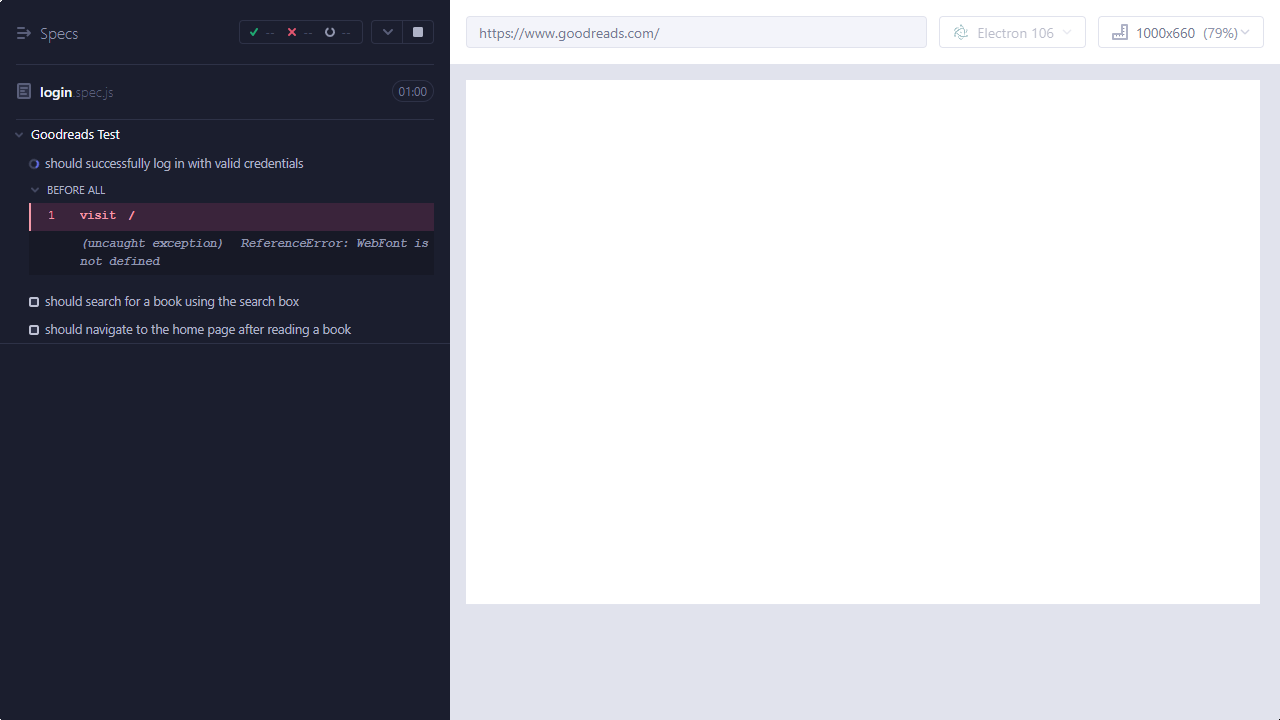 Specs
--
--
--
login.spec.js
01:00
Goodreads Test
should successfully log in with valid credentials
BEFORE ALL
1 visit /
(uncaught exception) ReferenceError: WebFont is
not defined
should search for a book using the search box
should navigate to the home page after reading a book
https://www.goodreads.com/
Electron 106
1000x660 (79%)